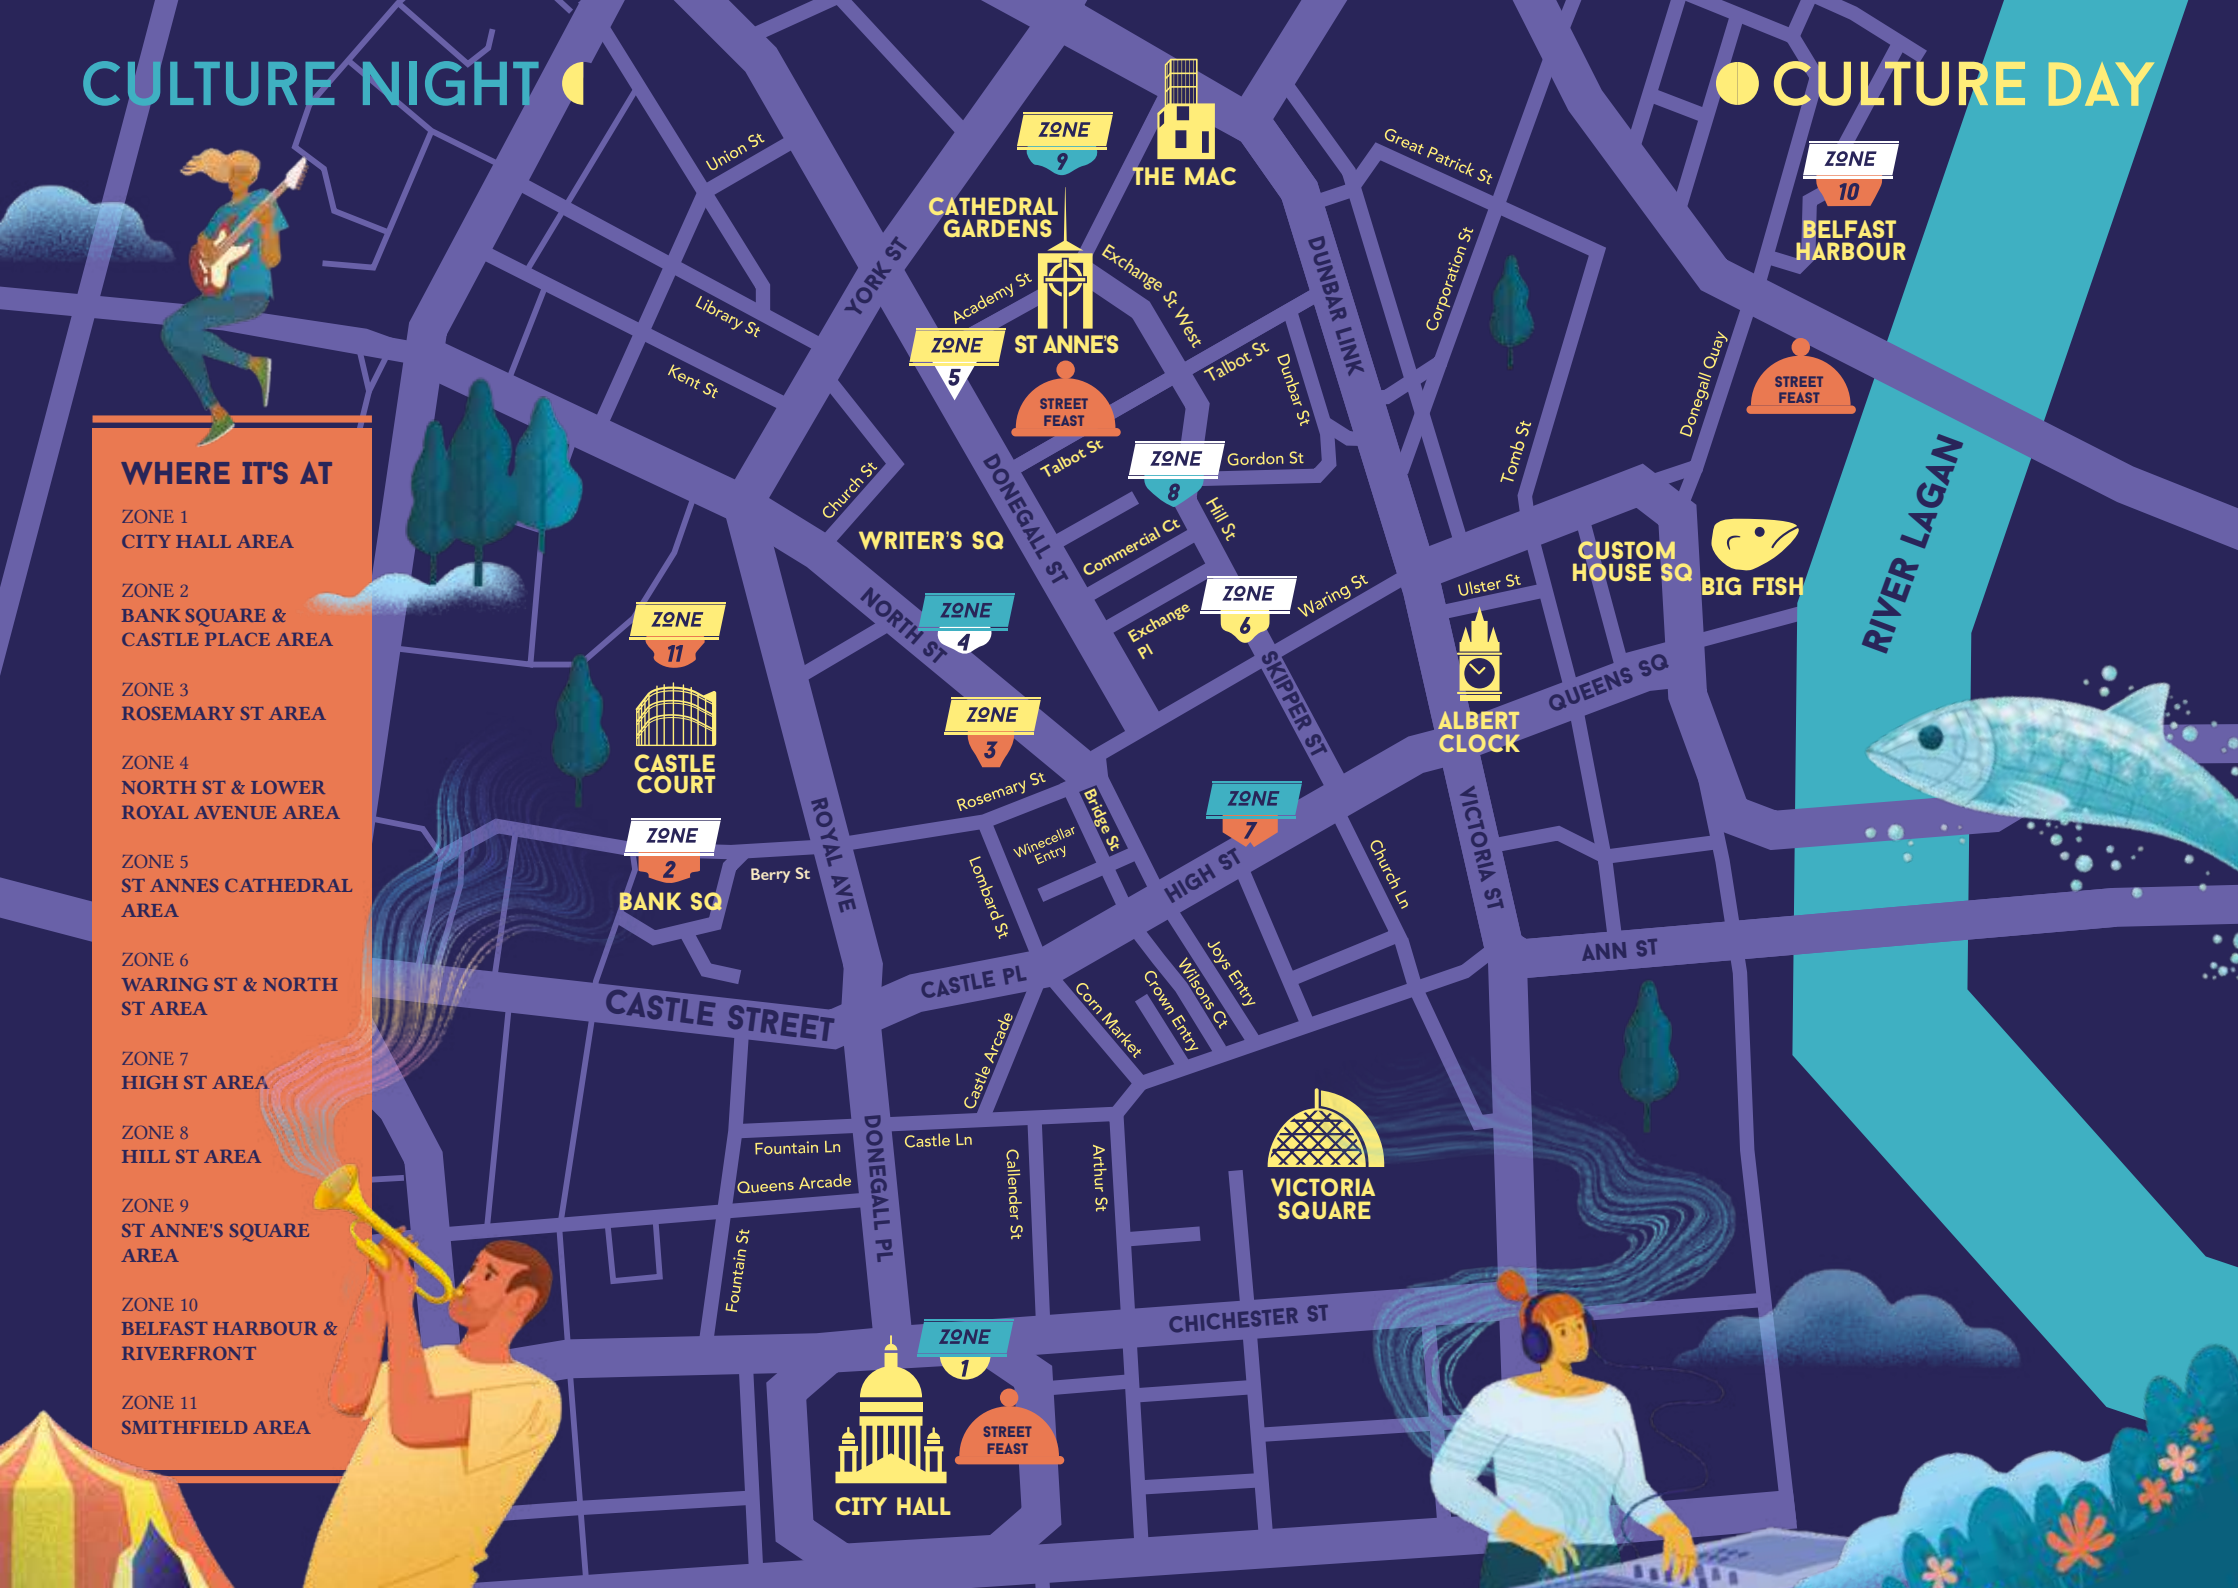 CULTURE NIGHT
CULTURE DAY
WHERE IT'S AT
ZONE 1
CITY HALL AREA
ZONE 2
BANK SQUARE &
CASTLE PLACE AREA
ZONE 3
ROSEMARY ST AREA
ZONE 4
NORTH ST & LOWER
ROYAL AVENUE AREA
ZONE 5
ST ANNES CATHEDRAL
AREA
ZONE 6
WARING ST & NORTH
ST AREA
ZONE 7
HIGH ST AREA
ZONE 8
HILL ST AREA
ZONE 9
ST ANNE'S SQUARE
AREA
ZONE 10
BELFAST HARBOUR &
RIVERFRONT
ZONE 11
SMITHFIELD AREA
Union St
ZONE
9
THE MAC
Great Patrick St
ZONE
10
BELFAST
HARBOUR
CATHEDRAL
GARDENS
YORK ST
Academy St
Exchange St West
DUNBAR LINK
Corporation St
Library St
Kent St
ZONE
5
ST ANNE'S
STREET
FEAST
Talbot St
Dunbar St
Donegall Quay
STREET
FEAST
Church St
DONEGALL ST
Talbot St
ZONE
8
Gordon St
Tomb St
WRITER'S SQ
Commercial Ct
Hill St
CUSTOM
HOUSE SQ
BIG FISH
RIVER LAGAN
ZONE
11
CASTLE
COURT
NORTH ST
ZONE
4
Exchange
Pl
ZONE
6
Waring St
Ulster St
SKIPPER ST
ALBERT
CLOCK
QUEENS SQ
ZONE
3
Rosemary St
Bridge St
ZONE
7
ZONE
2
BANK SQ
Berry St
ROYAL AVE
Winecellar
Entry
Lombard St
HIGH ST
Church Ln
VICTORIA ST
ANN ST
CASTLE STREET
CASTLE PL
Corn Market
Crown Entry
Wilsons Ct
Joys Entry
Castle Arcade
Fountain Ln
Queens Arcade
Fountain St
DONEGALL PL
Castle Ln
Callender St
Arthur St
VICTORIA
SQUARE
CHICHESTER ST
ZONE
1
CITY HALL
STREET
FEAST